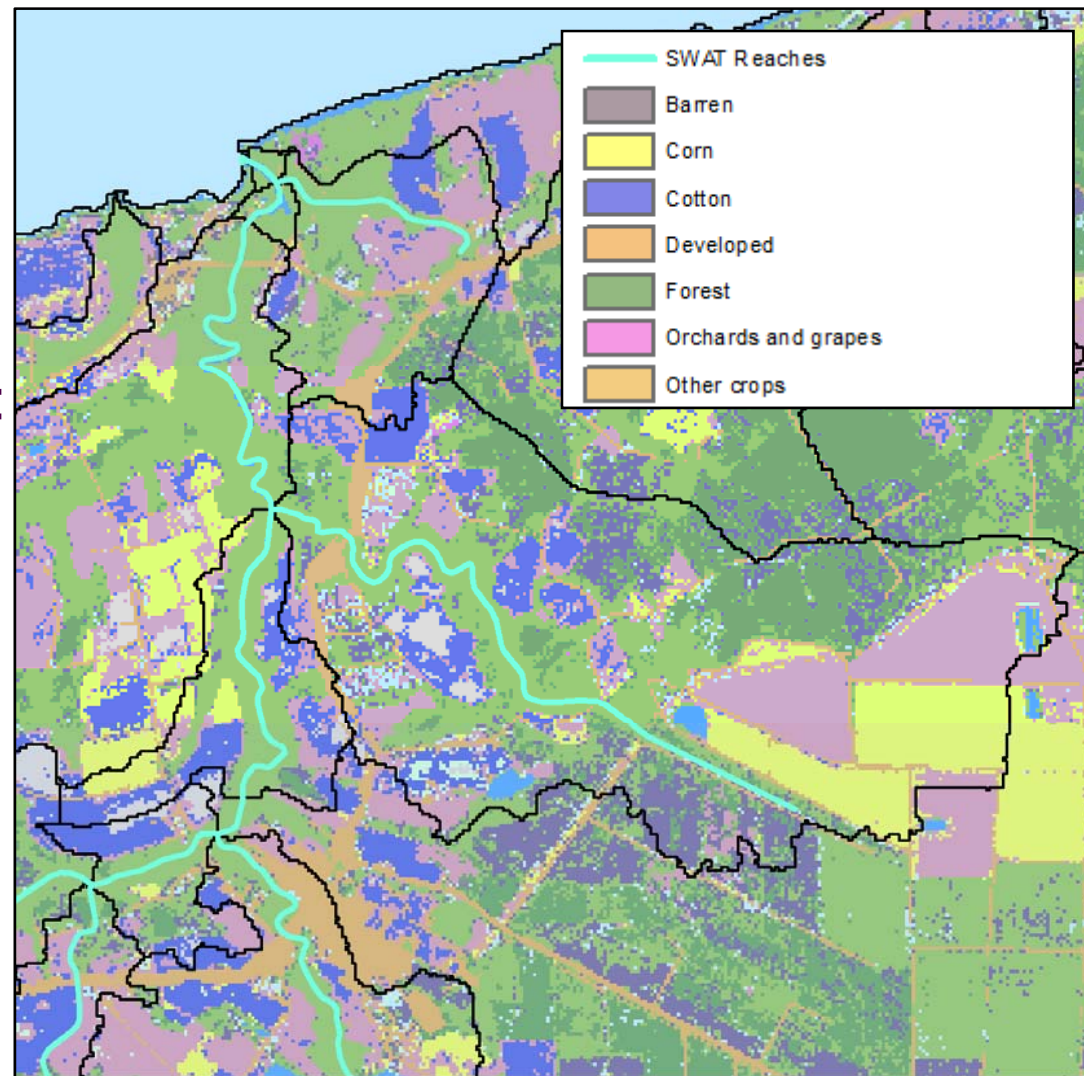 SWAT Reaches
Barren
Corn
Cotton
Developed
Forest
Orchards and grapes
Other crops